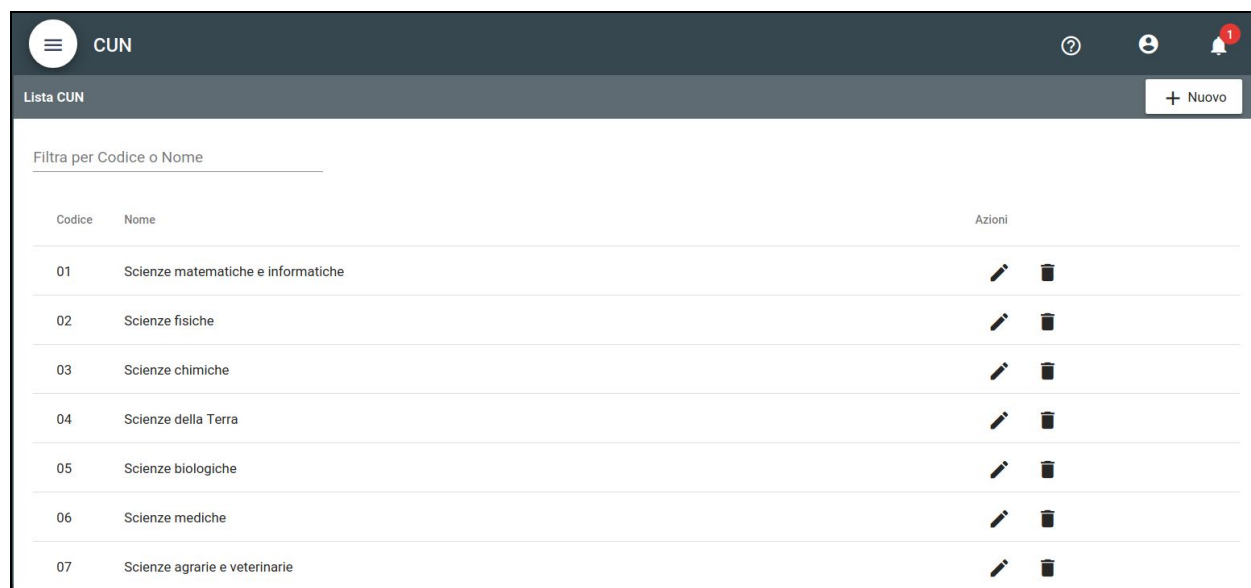 CUN
1
Lista CUN
+ Nuovo
Filtra per Codice o Nome
Codice Nome Azioni
01 Scienze matematiche e informatiche
02 Scienze fisiche
03 Scienze chimiche
04 Scienze della Terra
05 Scienze biologiche
06 Scienze mediche
07 Scienze agrarie e veterinarie